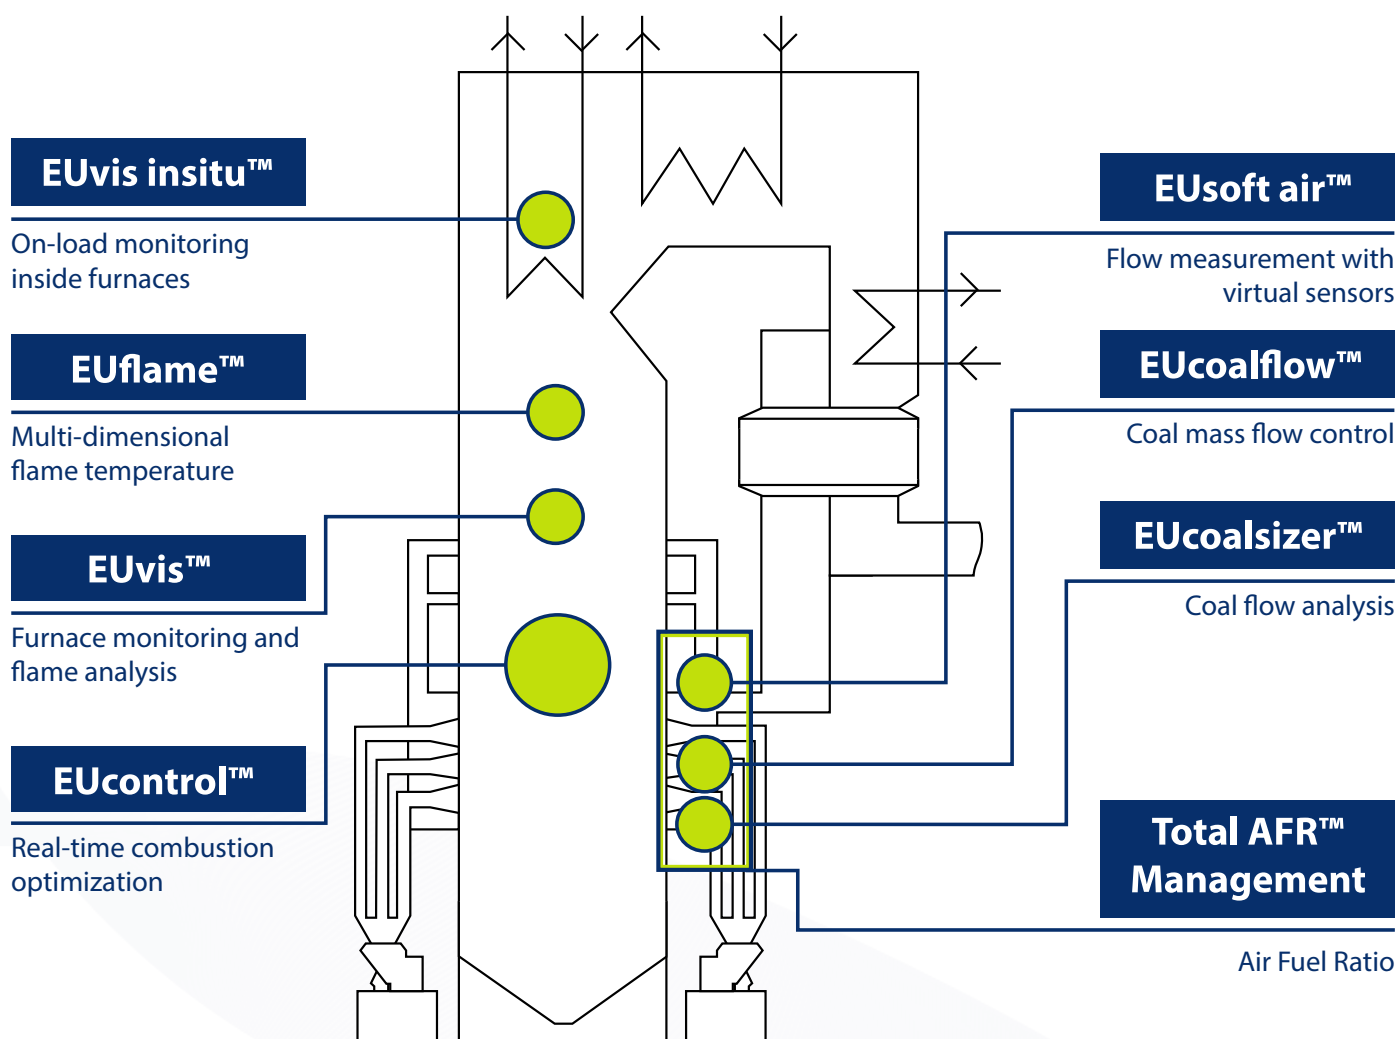 EUvis insitu™
On-load monitoring
inside furnaces
EUflame™
Multi-dimensional
flame temperature
EUvis™
Furnace monitoring and
flame analysis
EUcontrol™
Real-time combustion
optimization
EUsoft air™
Flow measurement with
virtual sensors
EUcoalflow™
Coal mass flow control
EUcoalsizer™
Coal flow analysis
Total AFR™
Management
Air Fuel Ratio